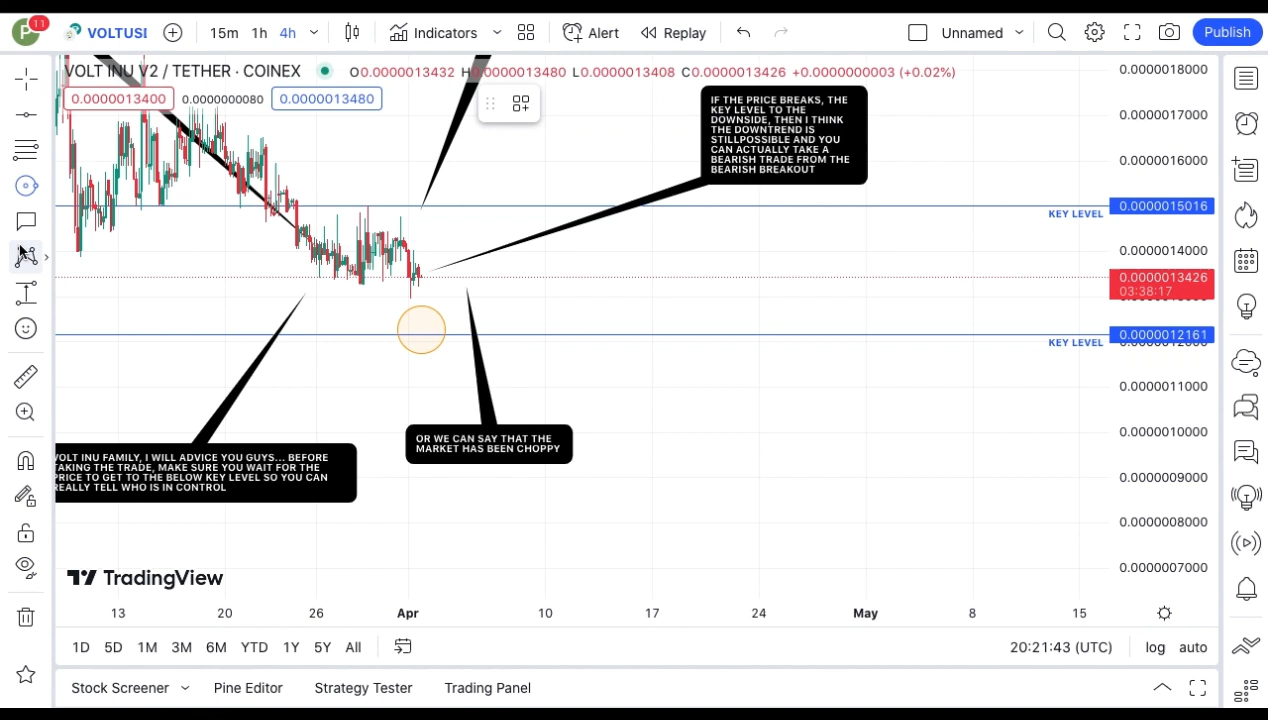 P 11 VOLTUSI 15m 1h 4h Indicators Alert Replay Unnamed Publish
VOLT INU V2 / TETHER · COINEX O0.0000013432 H0.0000013480 L0.0000013408 C0.0000013426 +0.0000000003 (+0.02%)
0.0000013400 0.0000000080 0.0000013480
IF THE PRICE BREAKS, THE
KEY LEVEL TO THE
DOWNSIDE, THEN I THINK
THE DOWNTREND IS
STILLPOSSIBLE AND YOU
CAN ACTUALLY TAKE A
BEARISH TRADE FROM THE
BEARISH BREAKOUT
0.0000018000
0.0000017000
0.0000016000
0.0000015016
KEY LEVEL
0.0000014000
0.0000013426
03:38:17
0.0000012161
KEY LEVEL
0.0000011000
0.0000010000
0.0000009000
0.0000008000
0.0000007000
OR WE CAN SAY THAT THE
MARKET HAS BEEN CHOPPY
VOLT INU FAMILY, I WILL ADVICE YOU GUYS... BEFORE
TAKING THE TRADE, MAKE SURE YOU WAIT FOR THE
PRICE TO GET TO THE BELOW KEY LEVEL SO YOU CAN
REALLY TELL WHO IS IN CONTROL
TradingView
13 20 26 Apr 10 17 24 May 8 15
1D 5D 1M 3M 6M YTD 1Y 5Y All 20:21:43 (UTC) log auto
Stock Screener Pine Editor Strategy Tester Trading Panel